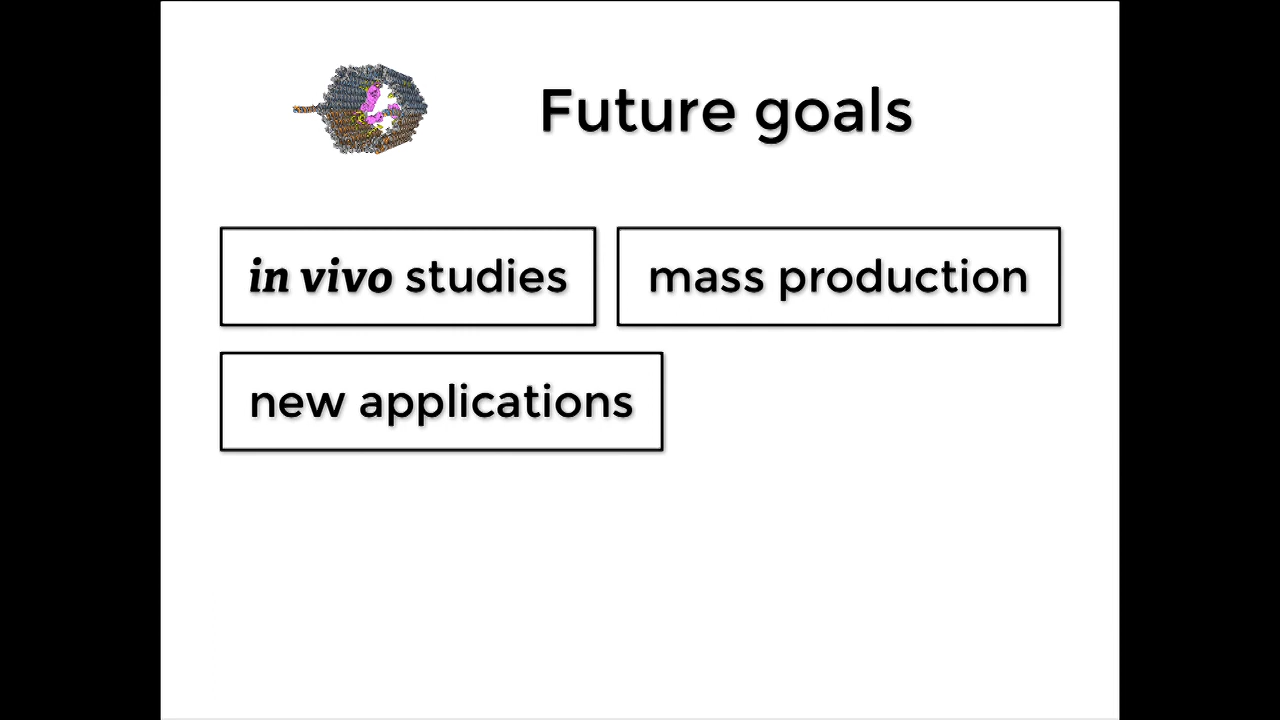 Future goals
in vivo studies
mass production
new applications